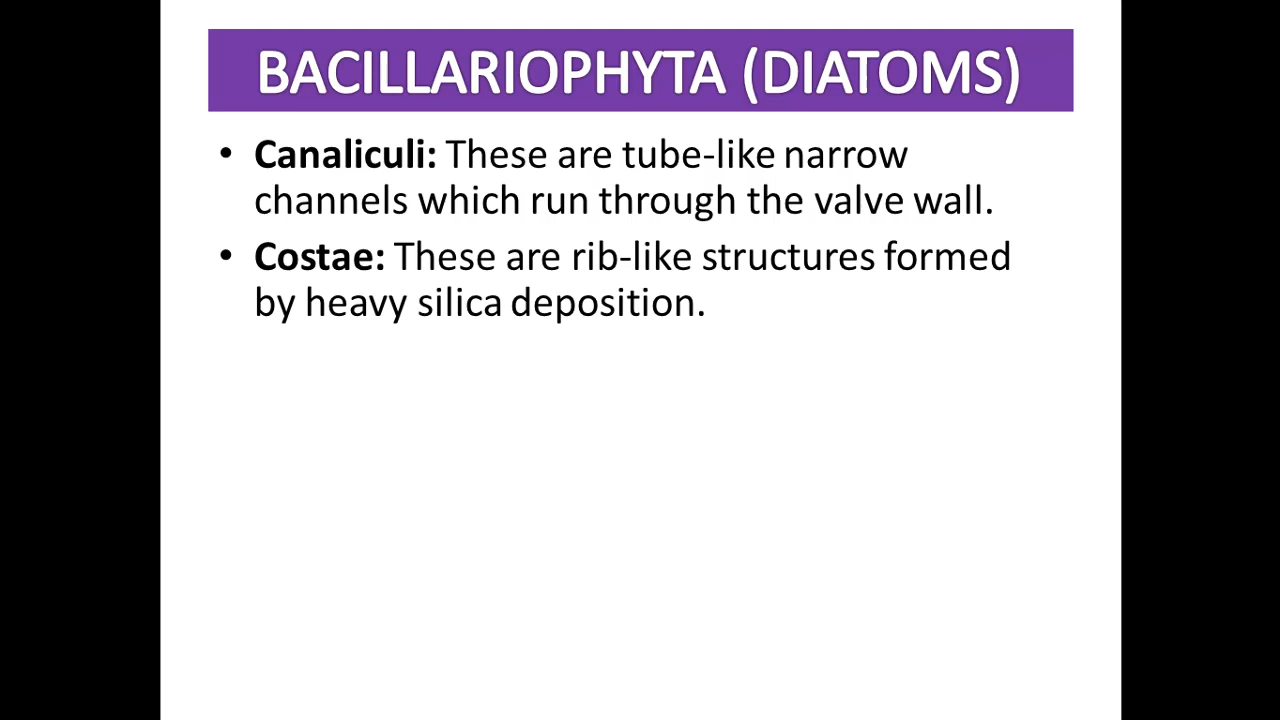 BACILLARIOPHYTA (DIATOMS)
• Canaliculi: These are tube-like narrow
channels which run through the valve wall.
• Costae: These are rib-like structures formed
by heavy silica deposition.